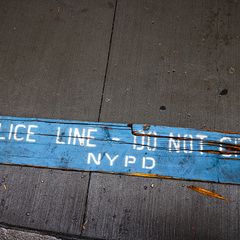 LICE LINE - DO NOT C
NYPD